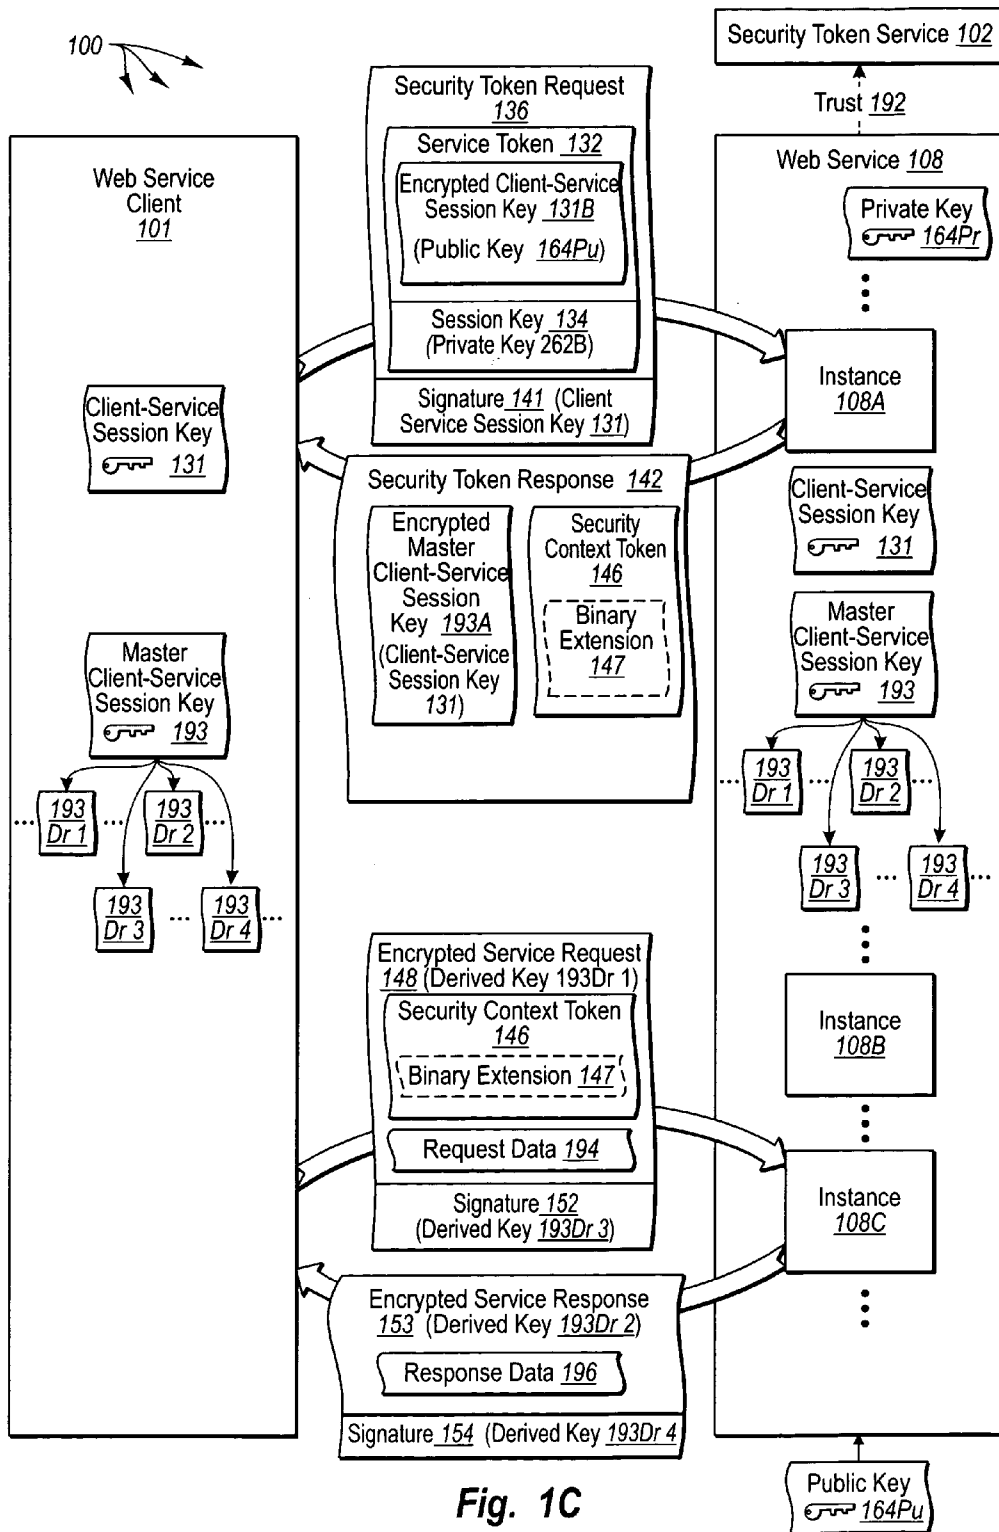 100
Security Token Service 102
Trust 192
Web Service
Client
101
Client-Service
Session Key
131
Master
Client-Service
Session Key
193
193
Dr 1
193
Dr 2
193
Dr 3
193
Dr 4
Security Token Request
136
Service Token 132
Encrypted Client-Service
Session Key 131B
(Public Key 164Pu)
Session Key 134
(Private Key 262B)
Signature 141 (Client
Service Session Key 131)
Security Token Response 142
Encrypted
Master
Client-Service
Session
Key 193A
(Client-Service
Session Key
131)
Security
Context Token
146
Binary
Extension
147
Encrypted Service Request
148 (Derived Key 193Dr 1)
Security Context Token
146
Binary Extension 147
Request Data 194
Signature 152
(Derived Key 193Dr 3)
Encrypted Service Response
153 (Derived Key 193Dr 2)
Response Data 196
Signature 154 (Derived Key 193Dr 4
Web Service 108
Private Key
164Pr
Instance
108A
Client-Service
Session Key
131
Master
Client-Service
Session Key
193
193
Dr 1
193
Dr 2
193
Dr 3
193
Dr 4
Instance
108B
Instance
108C
Public Key
164Pu
Fig. 1C